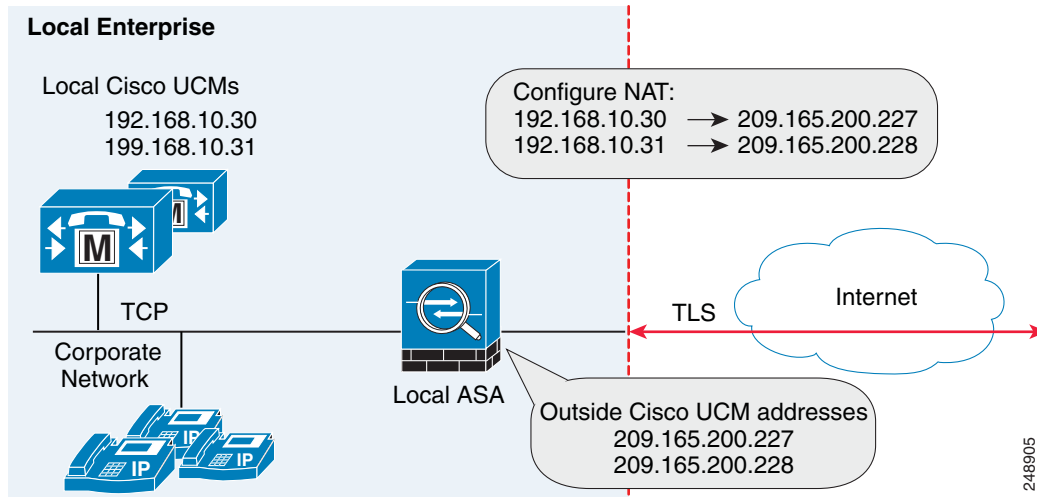 Local Enterprise
Local Cisco UCMs
192.168.10.30
199.168.10.31
Configure NAT:
192.168.10.30 → 209.165.200.227
192.168.10.31 → 209.165.200.228
M
M
TCP
TLS
Internet
Corporate
Network
Local ASA
Outside Cisco UCM addresses
209.165.200.227
209.165.200.228
IP
IP
IP
248905